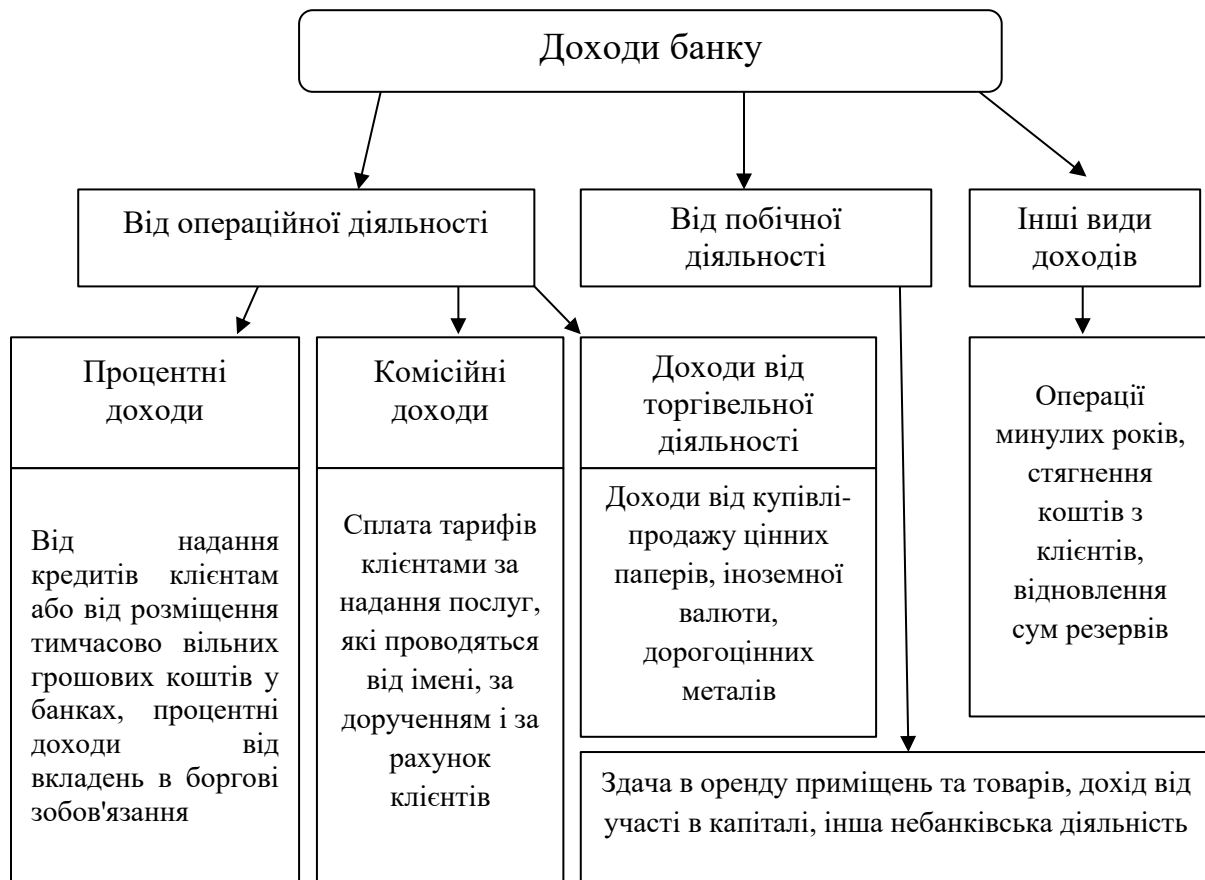 Доходи банку
Від операційної діяльності
Від побічної
діяльності
Інші види
доходів
Процентні
доходи
Комісійні
доходи
Доходи від
торгівельної
діяльності
Операції
минулих років,
стягнення
коштів з
клієнтів,
відновлення
сум резервів
Від надання
кредитів клієнтам
або від розміщення
тимчасово вільних
грошових коштів у
банках, процентні
доходи від
вкладень в боргові
зобов'язання
Сплата тарифів
клієнтами за
надання послуг,
які проводяться
від імені, за
дорученням і за
рахунок
клієнтів
Доходи від купівлі-
продажу цінних
паперів, іноземної
валюти,
дорогоцінних
металів
Здача в оренду приміщень та товарів, дохід від
участі в капіталі, інша небанківська діяльність